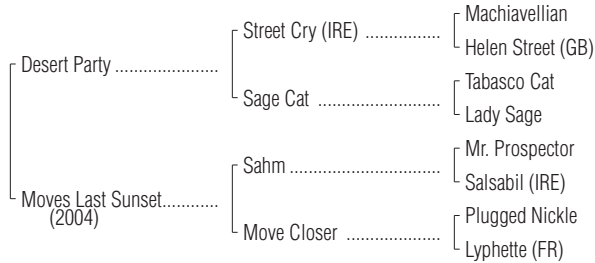 Machiavellian
Street Cry (IRE) ................
Helen Street (GB)
Desert Party ......................
Tabasco Cat
Sage Cat ..........................
Lady Sage
Mr. Prospector
Sahm ................................
Salsabil (IRE)
Moves Last Sunset............
(2004)
Plugged Nickle
Move Closer ....................
Lyphette (FR)